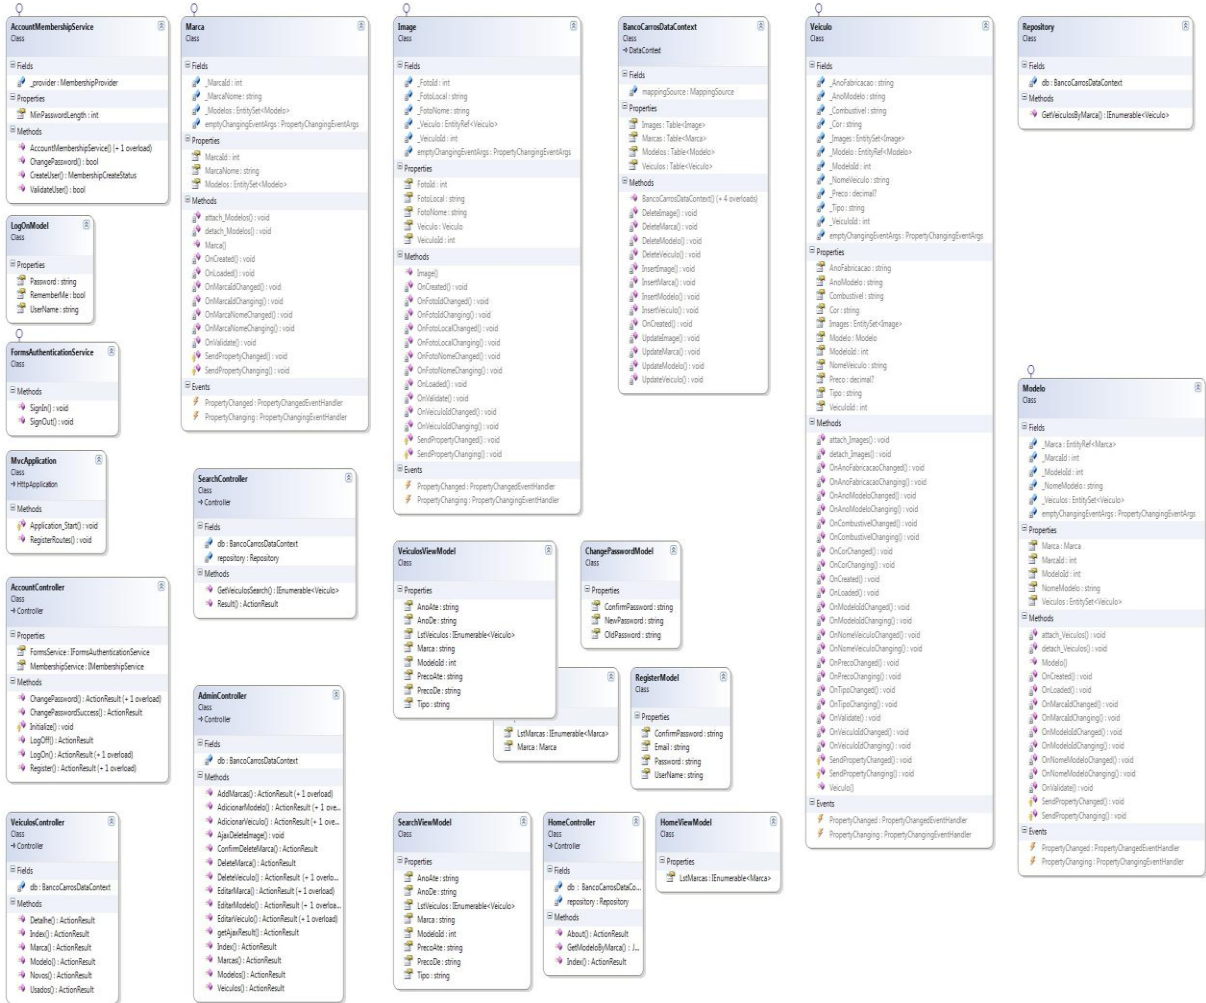 AccountMembershipService
Class
Fields
_provider : MembershipProvider
Properties
MinPasswordLength : int
Methods
AccountMembershipService() (+ 1 overload)
ChangePassword() : bool
CreateUser() : MembershipCreateStatus
ValidateUser() : bool
LogOnModel
Class
Properties
Password : string
RememberMe : bool
UserName : string
FormsAuthenticationService
Class
Methods
SignIn() : void
SignOut() : void
MvcApplication
Class
HttpApplication
Methods
Application_Start() : void
RegisterRoutes() : void
AccountController
Class
Controller
Properties
FormsService : IFormsAuthenticationService
MembershipService : IMembershipService
Methods
ChangePassword() : ActionResult (+ 1 overload)
ChangePasswordSuccess() : ActionResult
Initialize() : void
LogOff() : ActionResult
LogOn() : ActionResult (+ 1 overload)
Register() : ActionResult (+ 1 overload)
VeiculosController
Class
Controller
Fields
db : BancoCarrosDataContext
Methods
Detalhe() : ActionResult
Index() : ActionResult
Marca() : ActionResult
Modelo() : ActionResult
Novos() : ActionResult
Usados() : ActionResult
Marca
Class
Fields
_MarcaId : int
_MarcaNome : string
_Modelos : EntitySet<Modelo>
emptyChangingEventArgs : PropertyChangingEventArgs
Properties
MarcaId : int
MarcaNome : string
Modelos : EntitySet<Modelo>
Methods
attach_Modelos() : void
detach_Modelos() : void
Marca()
OnCreated() : void
OnLoaded() : void
OnMarcaIdChanged() : void
OnMarcaIdChanging() : void
OnMarcaNomeChanged() : void
OnMarcaNomeChanging() : void
OnValidate() : void
SendPropertyChanged() : void
SendPropertyChanging() : void
Events
PropertyChanged : PropertyChangedEventHandler
PropertyChanging : PropertyChangingEventHandler
SearchController
Class
Controller
Fields
db : BancoCarrosDataContext
repository : Repository
Methods
GetVeiculosSearch() : IEnumerable<Veiculo>
Result() : ActionResult
AdminController
Class
Controller
Fields
db : BancoCarrosDataContext
Methods
AddMarcas() : ActionResult (+ 1 overload)
AdicionarModelo() : ActionResult (+ 1 ove...
AdicionarVeiculo() : ActionResult (+ 1 ove...
AjaxDeleteImage() : void
ConfirmDeleteMarca() : ActionResult
DeleteMarca() : ActionResult
DeleteVeiculo() : ActionResult (+ 1 overlo...
EditarMarca() : ActionResult (+ 1 overload)
EditarModelo() : ActionResult (+ 1 overloa...
EditarVeiculo() : ActionResult (+ 1 overload)
getAjaxResult() : ActionResult
Index() : ActionResult
Marcas() : ActionResult
Modelos() : ActionResult
Veiculos() : ActionResult
Image
Class
Fields
_FotoId : int
_FotoLocal : string
_FotoNome : string
_Veiculo : EntityRef<Veiculo>
_VeiculoId : int
emptyChangingEventArgs : PropertyChangingEventArgs
Properties
FotoId : int
FotoLocal : string
FotoNome : string
Veiculo : Veiculo
VeiculoId : int
Methods
Image()
OnCreated() : void
OnFotoIdChanged() : void
OnFotoIdChanging() : void
OnFotoLocalChanged() : void
OnFotoLocalChanging() : void
OnFotoNomeChanged() : void
OnFotoNomeChanging() : void
OnLoaded() : void
OnValidate() : void
OnVeiculoIdChanged() : void
OnVeiculoIdChanging() : void
SendPropertyChanged() : void
SendPropertyChanging() : void
Events
PropertyChanged : PropertyChangedEventHandler
PropertyChanging : PropertyChangingEventHandler
VeiculosViewModel
Class
Properties
AnoAte : string
AnoDe : string
LstVeiculos : IEnumerable<Veiculo>
Marca : string
ModeloId : int
PrecoAte : string
PrecoDe : string
Tipo : string
LstMarcas : IEnumerable<Marca>
Marca : Marca
SearchViewModel
Class
Properties
AnoAte : string
AnoDe : string
LstVeiculos : IEnumerable<Veiculo>
Marca : string
ModeloId : int
PrecoAte : string
PrecoDe : string
Tipo : string
HomeController
Class
Controller
Fields
db : BancoCarrosDataCo...
repository : Repository
Methods
About() : ActionResult
GetModeloByMarca() : J...
Index() : ActionResult
BancoCarrosDataContext
Class
DataContext
Fields
mappingSource : MappingSource
Properties
Images : Table<Image>
Marcas : Table<Marca>
Modelos : Table<Modelo>
Veiculos : Table<Veiculo>
Methods
BancoCarrosDataContext() (+ 4 overloads)
DeleteImage() : void
DeleteMarca() : void
DeleteModelo() : void
DeleteVeiculo() : void
InsertImage() : void
InsertMarca() : void
InsertModelo() : void
InsertVeiculo() : void
OnCreated() : void
UpdateImage() : void
UpdateMarca() : void
UpdateModelo() : void
UpdateVeiculo() : void
ChangePasswordModel
Class
Properties
ConfirmPassword : string
NewPassword : string
OldPassword : string
RegisterModel
Class
Properties
ConfirmPassword : string
Email : string
Password : string
UserName : string
HomeViewModel
Class
Properties
LstMarcas : IEnumerable<Marca>
Veiculo
Class
Fields
_AnoFabricacao : string
_AnoModelo : string
_Combustivel : string
_Cor : string
_Images : EntitySet<Image>
_Modelo : EntityRef<Modelo>
_ModeloId : int
_NomeVeiculo : string
_Preco : decimal?
_Tipo : string
_VeiculoId : int
emptyChangingEventArgs : PropertyChangingEventArgs
Properties
AnoFabricacao : string
AnoModelo : string
Combustivel : string
Cor : string
Images : EntitySet<Image>
Modelo : Modelo
ModeloId : int
NomeVeiculo : string
Preco : decimal?
Tipo : string
VeiculoId : int
Methods
attach_Images() : void
detach_Images() : void
OnAnoFabricacaoChanged() : void
OnAnoFabricacaoChanging() : void
OnAnoModeloChanged() : void
OnAnoModeloChanging() : void
OnCombustivelChanged() : void
OnCombustivelChanging() : void
OnCorChanged() : void
OnCorChanging() : void
OnCreated() : void
OnLoaded() : void
OnModeloIdChanged() : void
OnModeloIdChanging() : void
OnNomeVeiculoChanged() : void
OnNomeVeiculoChanging() : void
OnPrecoChanged() : void
OnPrecoChanging() : void
OnTipoChanged() : void
OnTipoChanging() : void
OnValidate() : void
OnVeiculoIdChanged() : void
OnVeiculoIdChanging() : void
SendPropertyChanged() : void
SendPropertyChanging() : void
Veiculo()
Events
PropertyChanged : PropertyChangedEventHandler
PropertyChanging : PropertyChangingEventHandler
Repository
Class
Fields
db : BancoCarrosDataContext
Methods
GetVeiculosByMarca() : IEnumerable<Veiculo>
Modelo
Class
Fields
_Marca : EntityRef<Marca>
_MarcaId : int
_ModeloId : int
_NomeModelo : string
_Veiculos : EntitySet<Veiculo>
emptyChangingEventArgs : PropertyChangingEventArgs
Properties
Marca : Marca
MarcaId : int
ModeloId : int
NomeModelo : string
Veiculos : EntitySet<Veiculo>
Methods
attach_Veiculos() : void
detach_Veiculos() : void
Modelo()
OnCreated() : void
OnLoaded() : void
OnMarcaIdChanged() : void
OnMarcaIdChanging() : void
OnModeloIdChanged() : void
OnModeloIdChanging() : void
OnNomeModeloChanged() : void
OnNomeModeloChanging() : void
OnValidate() : void
SendPropertyChanged() : void
SendPropertyChanging() : void
Events
PropertyChanged : PropertyChangedEventHandler
PropertyChanging : PropertyChangingEventHandler